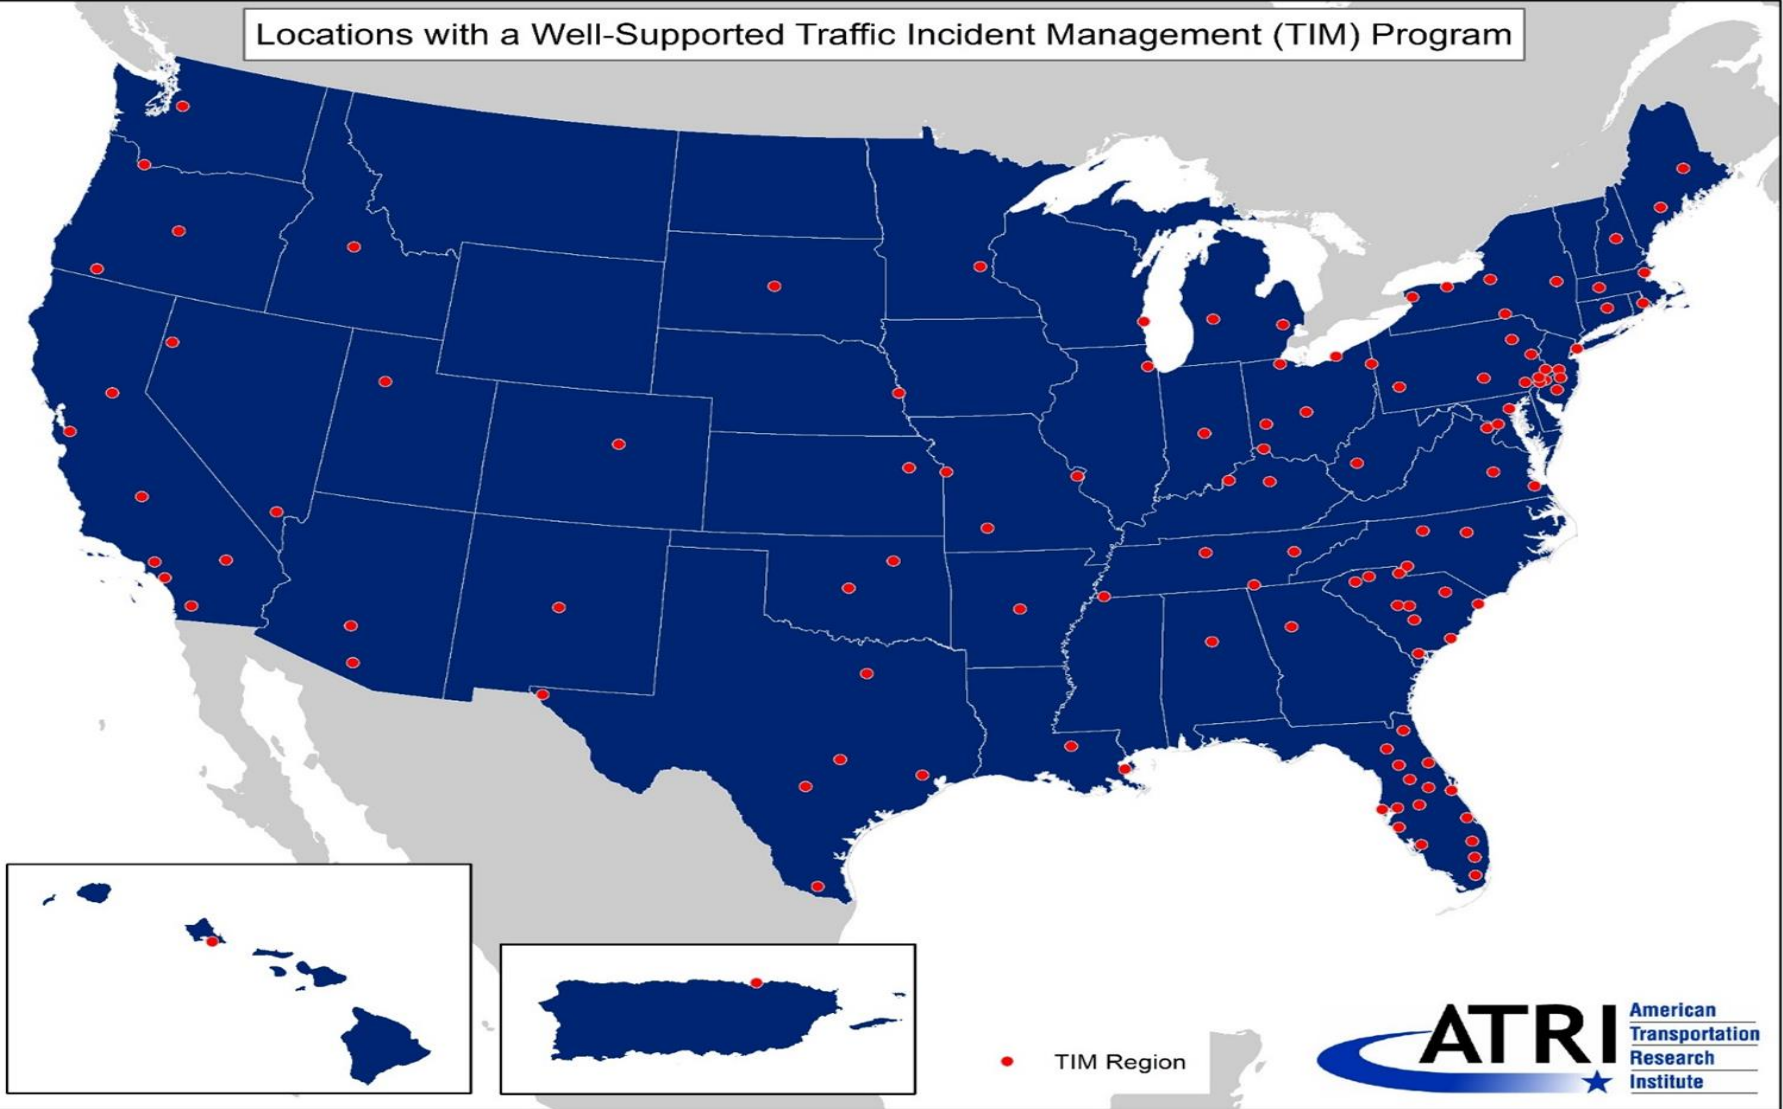 Locations with a Well-Supported Traffic Incident Management (TIM) Program
TIM Region
ATRI
American
Transportation
Research
Institute